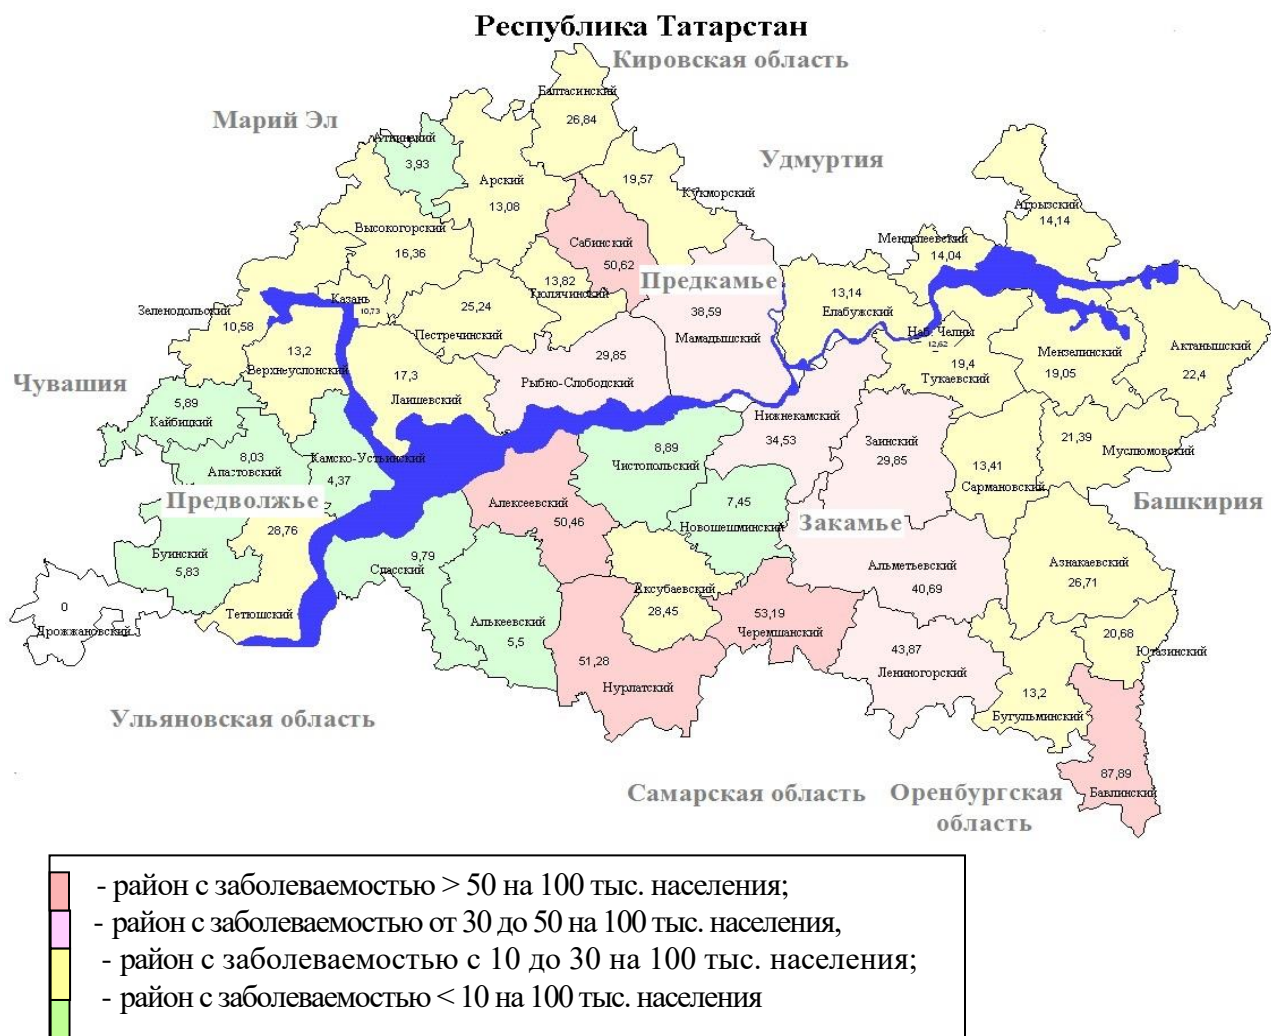 Республика Татарстан
Кировская область
Марий Эл
Удмуртия
Балтасинский
26,84
Аткинский
3,93
Арский
13,08
19,57
Кукморский
Агрызский
14,14
Высокогорский
16,36
Сабинский
50,62
Менделеевский
14,04
Предкамье
13,82
Тюлячинский
Казань
10,73
25,24
Пестречинский
38,59
Мамадышский
13,14
Елабужский
Зеленодольский
10,58
Наб. Челны
12,62
13,2
Верхнеуслонский
17,3
Лаишевский
29,85
Рыбно-Слободский
19,4
Тукаевский
Мензелинский
19,05
Актанышский
22,4
Чувашия
5,89
Кайбицкий
Нижнекамский
34,53
Заинский
29,85
21,39
Муслюмовский
8,03
Апастовский
Камско-Устьинский
4,37
8,89
Чистопольский
13,41
Сармановский
Предволжье
28,76
Алексеевский
50,46
7,45
Новошешминский
Закамье
Башкирия
Буинский
5,83
9,79
Спасский
Альметьевский
40,69
Азнакаевский
26,71
0
Дрожжановский
Тетюшский
Алькеевский
5,5
Аксубаевский
28,45
53,19
Черемшанский
20,68
Ютазинский
51,28
Нурлатский
43,87
Лениногорский
13,2
Бугульминский
Ульяновская область
87,89
Бавлинский
Самарская область
Оренбургская
область
- район с заболеваемостью > 50 на 100 тыс. населения;
- район с заболеваемостью от 30 до 50 на 100 тыс. населения,
- район с заболеваемостью с 10 до 30 на 100 тыс. населения;
- район с заболеваемостью < 10 на 100 тыс. населения